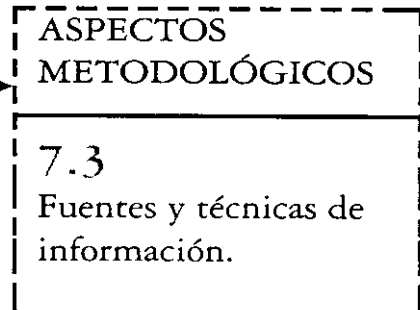 ASPECTOS
METODOLÓGICOS
7.3
Fuentes y técnicas de
información.